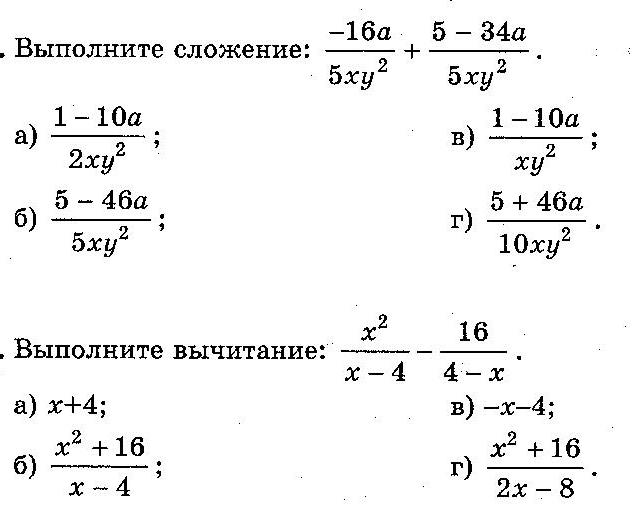 . Выполните сложение: \frac{-16a}{5xy^2} + \frac{5 - 34a}{5xy^2} .
а) \frac{1 - 10a}{2xy^2} ; в) \frac{1 - 10a}{xy^2} ;
б) \frac{5 - 46a}{5xy^2} ; г) \frac{5 + 46a}{10xy^2} .
. Выполните вычитание: \frac{x^2}{x - 4} - \frac{16}{4 - x} .
а) x+4; в) –x–4;
б) \frac{x^2 + 16}{x - 4} ; г) \frac{x^2 + 16}{2x - 8} .